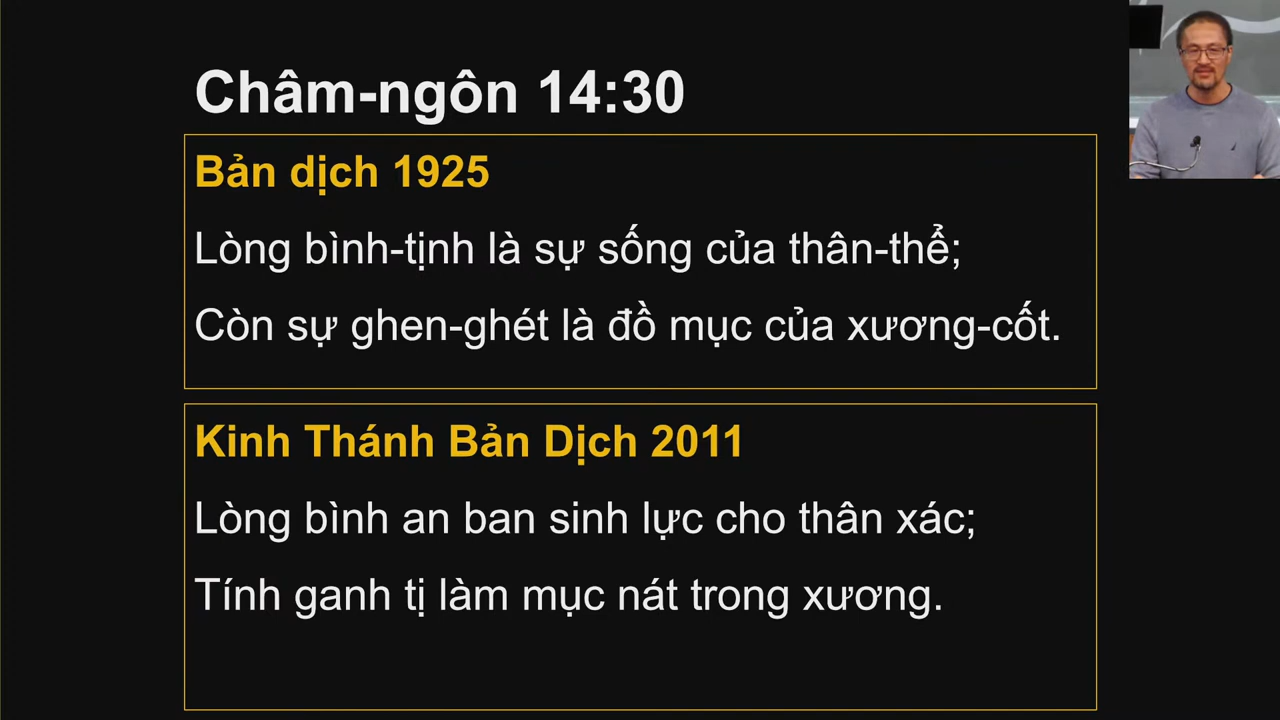 Châm-ngôn 14:30
Bản dịch 1925
Lòng bình-tịnh là sự sống của thân-thể;
Còn sự ghen-ghét là đồ mục của xương-cốt.
Kinh Thánh Bản Dịch 2011
Lòng bình an ban sinh lực cho thân xác;
Tính ganh tị làm mục nát trong xương.